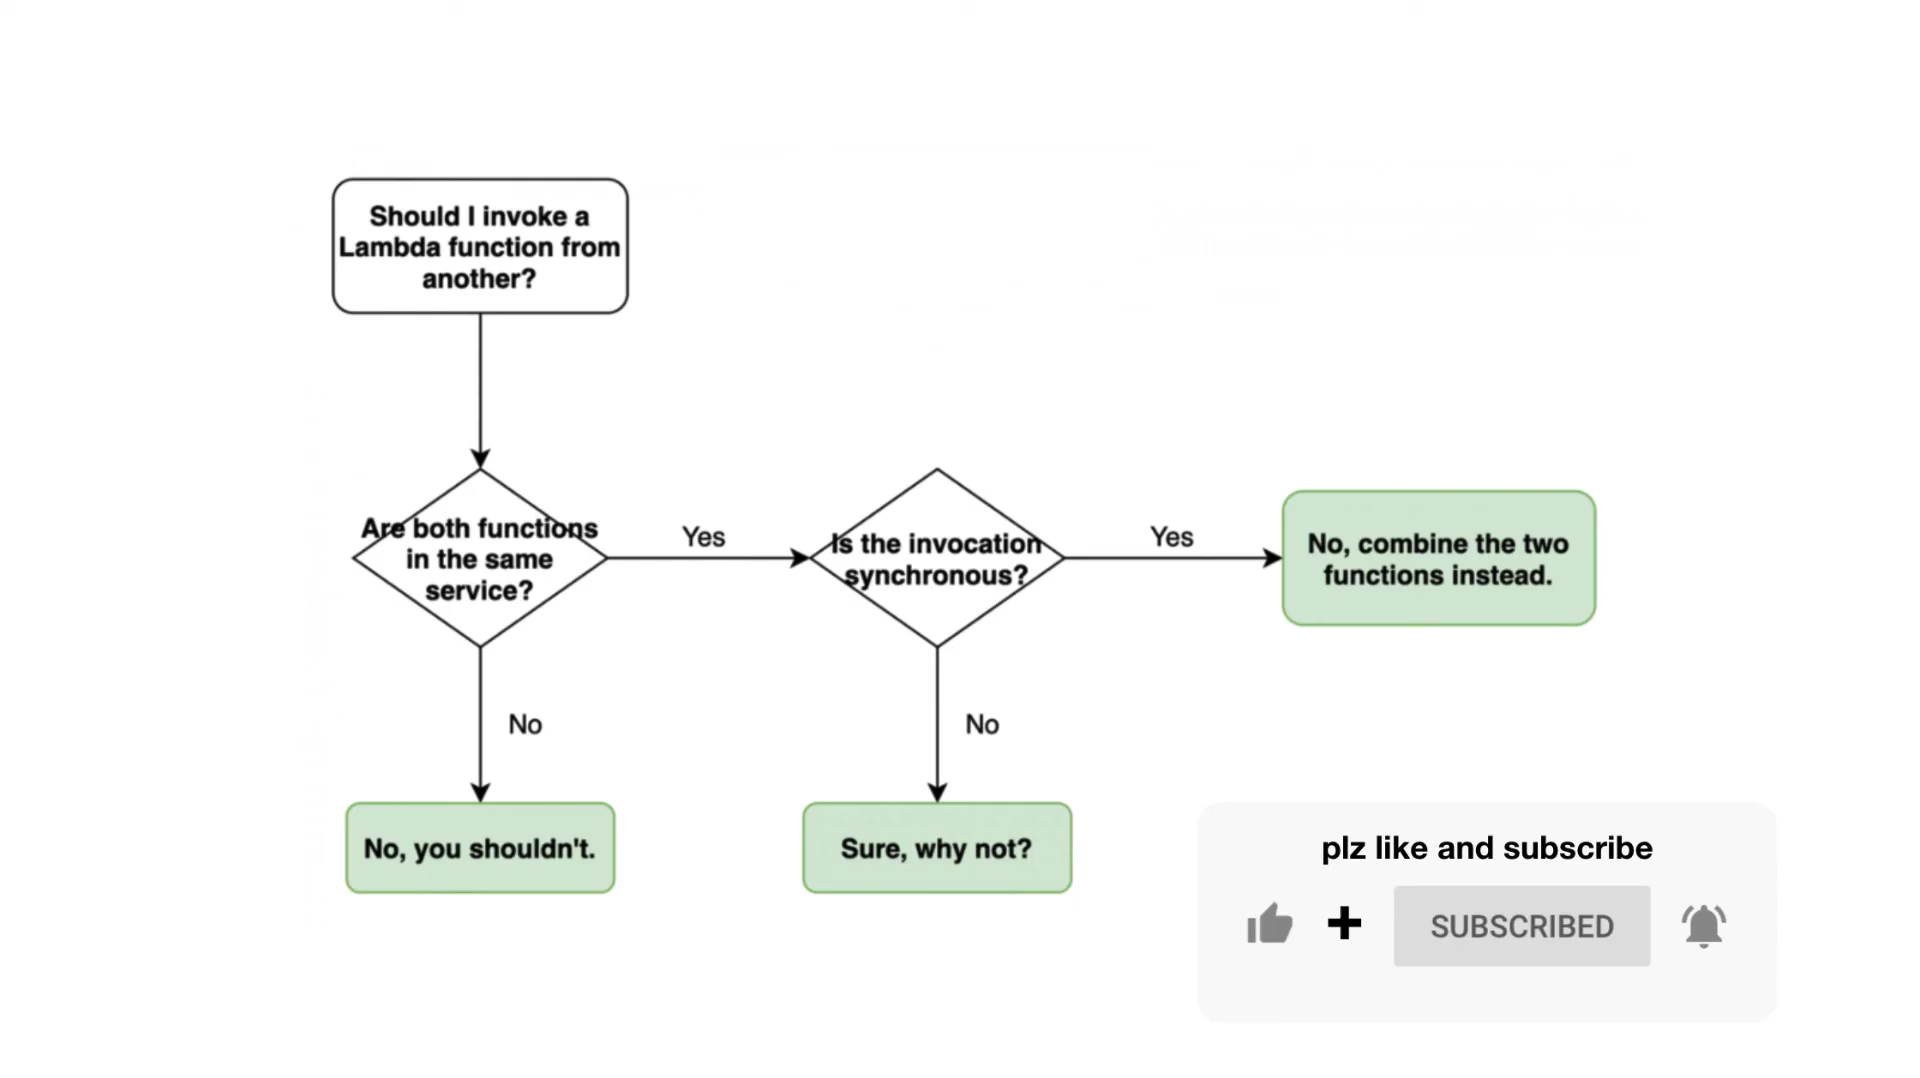 Should I invoke a
Lambda function from
another?
Are both functions
in the same
service?
Yes
Is the invocation
synchronous?
Yes
No, combine the two
functions instead.
No
No
No, you shouldn't.
Sure, why not?
plz like and subscribe
+ SUBSCRIBED